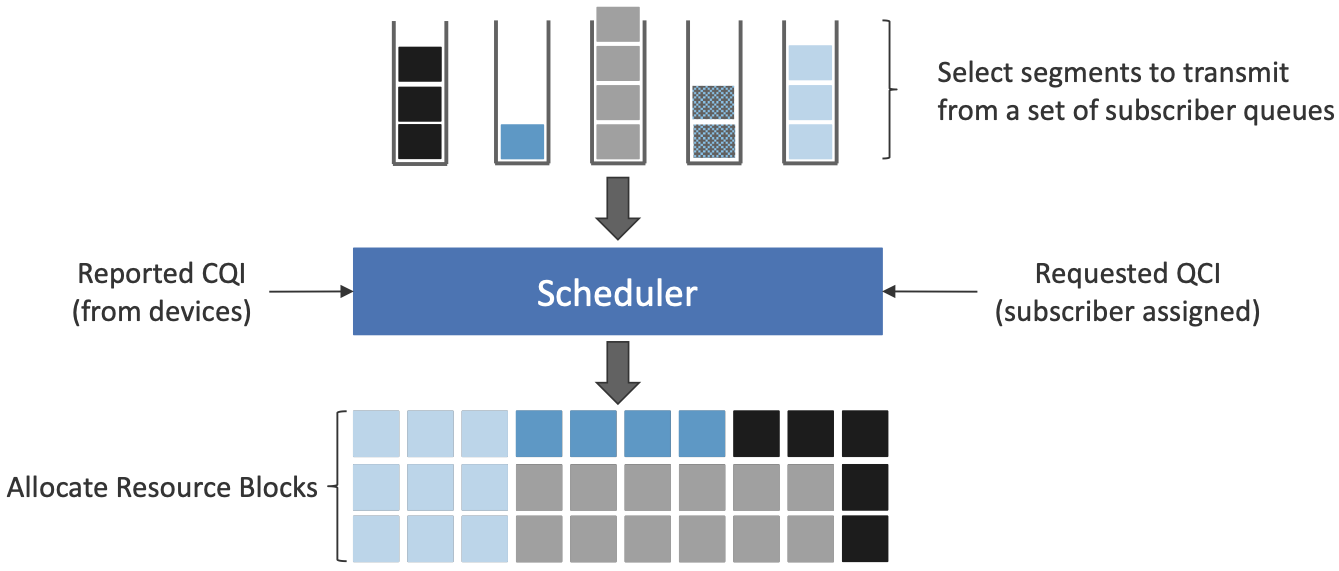 Select segments to transmit
from a set of subscriber queues
Reported CQI
(from devices)
Scheduler
Requested QCI
(subscriber assigned)
Allocate Resource Blocks